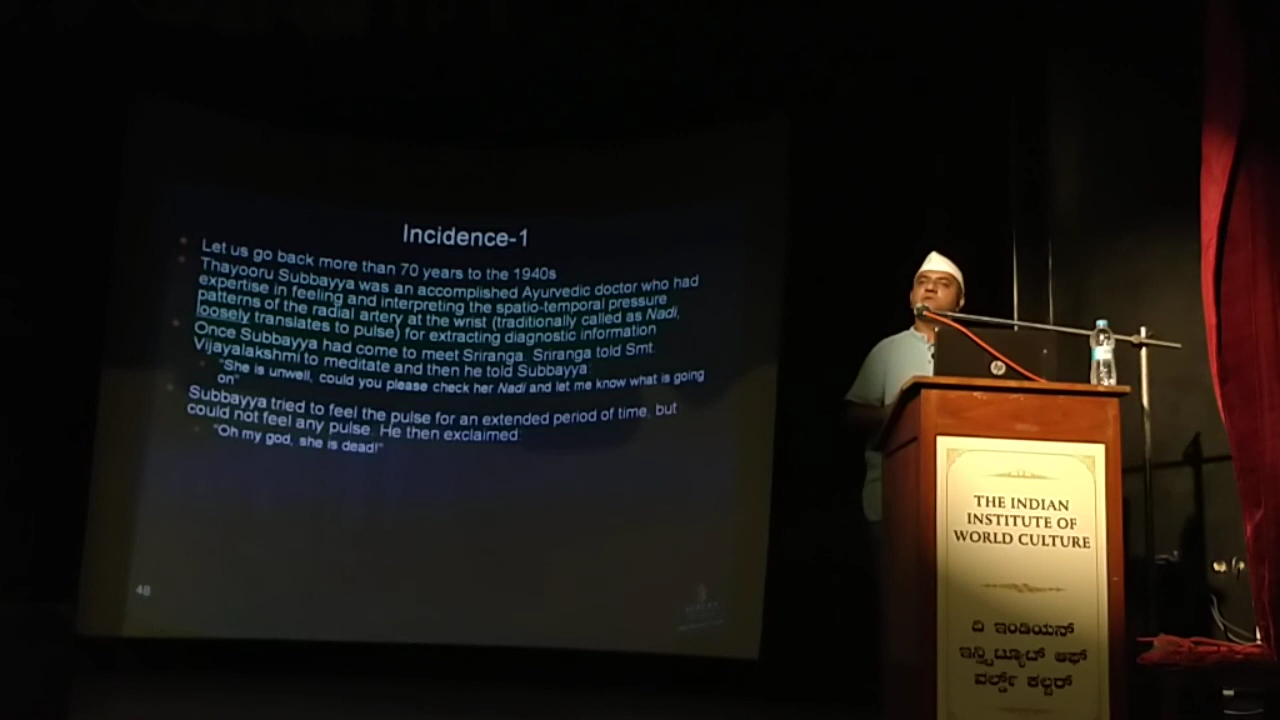 Incidence-1
Let us go back more than 70 years to the 1940s
Thayooru Subbayya was an accomplished Ayurvedic doctor who had
expertise in feeling and interpreting the spatio-temporal pressure
patterns of the radial artery at the wrist (traditionally called as Nadi,
loosely translates to pulse) for extracting diagnostic information
Once Subbayya had come to meet Sriranga. Sriranga told Smt.
Vijayalakshmi to meditate and then he told Subbayya:
"She is unwell, could you please check her Nadi and let me know what is going
on"
Subbayya tried to feel the pulse for an extended period of time, but
could not feel any pulse. He then exclaimed:
"Oh my god, she is dead!"
48
hp
THE INDIAN
INSTITUTE OF
WORLD CULTURE
ದಿ ಇಂಡಿಯನ್
ಇನ್ಸ್ಟಿಟ್ಯೂಟ್ ಆಫ್
ವರ್ಲ್ಡ್ ಕಲ್ಚರ್